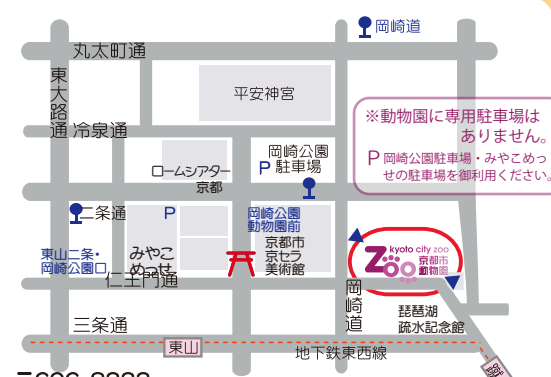 岡崎道
丸太町通
東大路通
平安神宮
冷泉通
※動物園に専用駐車場は
ありません。
P 岡崎公園駐車場・みやこめっ
せの駐車場を御利用ください。
岡崎公園
P 駐車場
ロームシアター
京都
二条通
P
岡崎公園
動物園前
東山二条・
岡崎公園口
みやこ
めっせ
京都市
京セラ
美術館
kyoto city zoo
Zoo
京都市
動物園
仁王門通
岡崎道
琵琶湖
疏水記念館
三条通
東山
地下鉄東西線